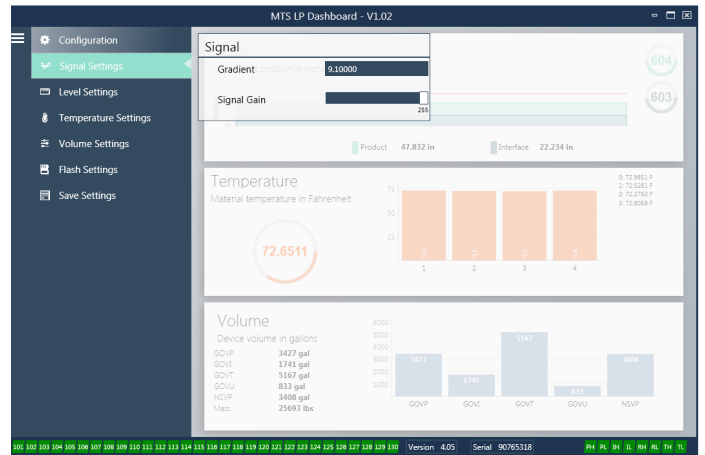 MTS LP Dashboard - V1.02
Configuration
Signal Settings
Level Settings
Temperature Settings
Volume Settings
Flash Settings
Save Settings
Signal
Gradient 9.10000
Signal Gain
255
604
603
Product 47.832 in Interface 22.234 in
Temperature
Material temperature in Fahrenheit
72.6511
75
50
25
1 2 3 4
0: 72.9851 F
1: 72.5281 F
2: 72.2750 F
3: 72.8058 F
Volume
Device volume in gallons
GOVP 3427 gal
GOVI 1741 gal
GOVT 5167 gal
GOVU 833 gal
NSVP 3408 gal
Mass 25693 lbs
6000
5000
4000
3000
2000
1000
3427 1741 5167 833 3408
GOVP GOVI GOVT GOVU NSVP
101 102 103 104 105 106 107 108 109 110 111 112 113 114 115 116 117 118 119 120 121 122 123 124 125 126 127 128 129 130 Version 4.05 Serial 90765318 PH PL IH IL RH RL TH TL